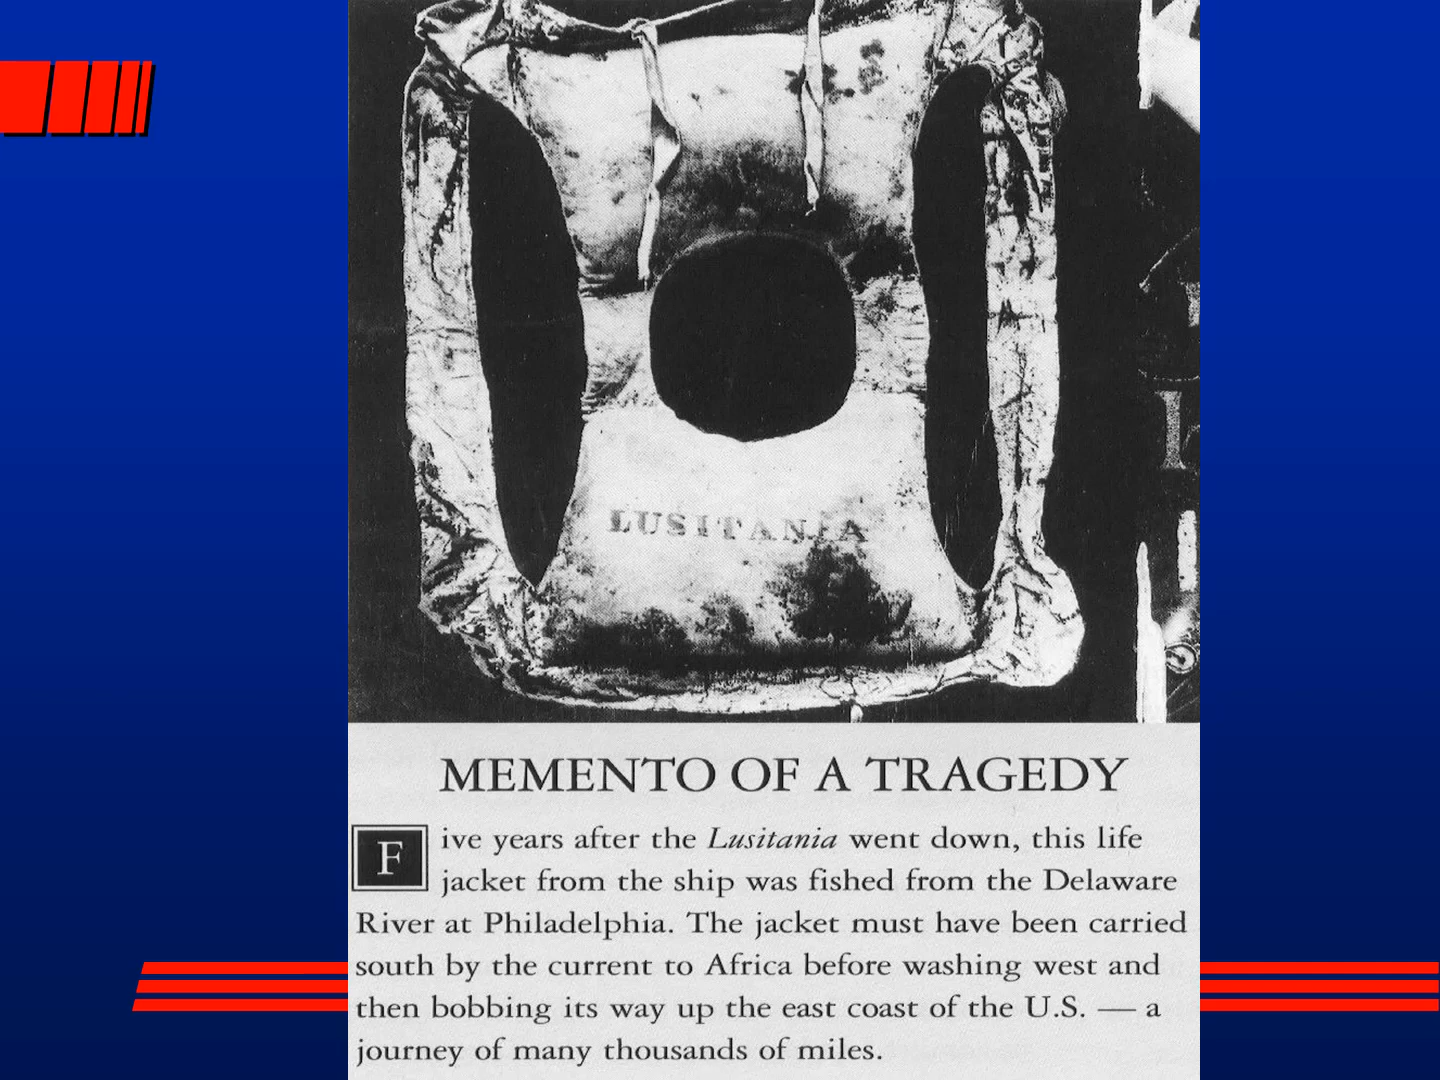 LUSITANIA
MEMENTO OF A TRAGEDY
Five years after the Lusitania went down, this life
jacket from the ship was fished from the Delaware
River at Philadelphia. The jacket must have been carried
south by the current to Africa before washing west and
then bobbing its way up the east coast of the U.S. — a
journey of many thousands of miles.